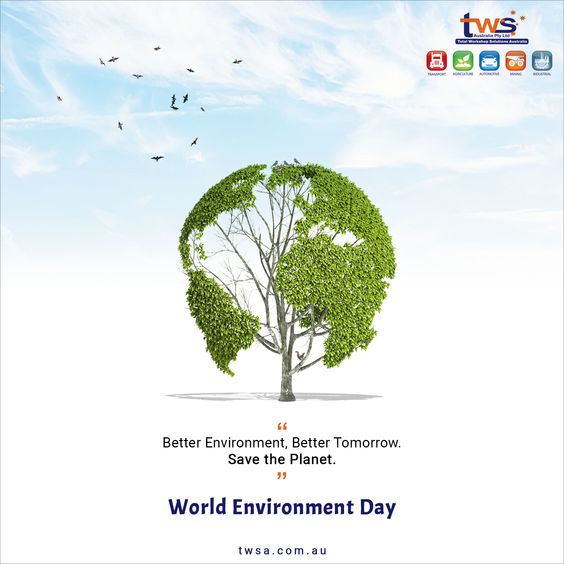 tws
Australia Pty Ltd
Total Workshop Solutions Australia
TRANSPORT AGRICULTURE AUTOMOTIVE MINING INDUSTRIAL
“
Better Environment, Better Tomorrow.
Save the Planet.
”
World Environment Day
twsa.com.au